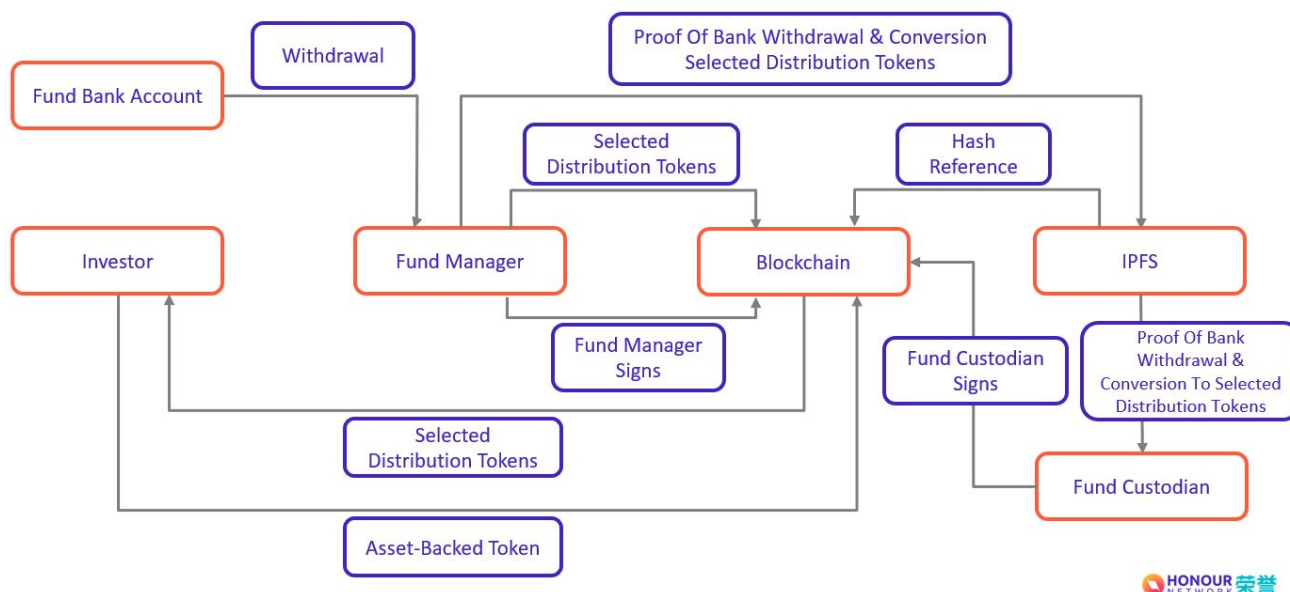 Withdrawal
Proof Of Bank Withdrawal & Conversion
Selected Distribution Tokens
Fund Bank Account
Selected
Distribution Tokens
Hash
Reference
Investor
Fund Manager
Blockchain
IPFS
Fund Manager
Signs
Fund Custodian
Signs
Proof Of Bank
Withdrawal &
Conversion To Selected
Distribution Tokens
Selected
Distribution Tokens
Fund Custodian
Asset-Backed Token
HONOUR 荣誉
NETWORK